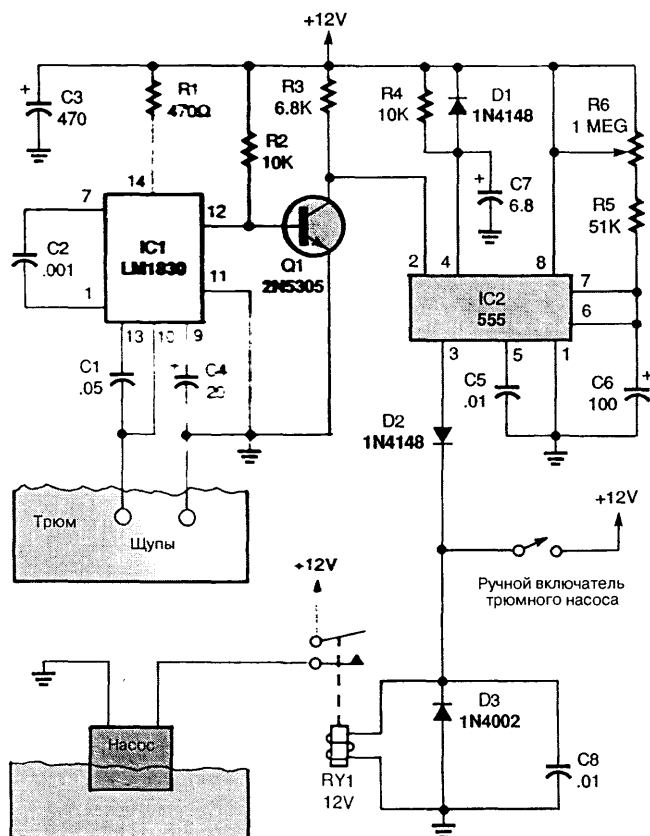 +12V
C3
470
R1
470Ω
R2
10K
R3
6.8K
R4
10K
D1
1N4148
R6
1 MEG
C7
6.8
R5
51K
14
7
12
IC1
LM1830
C2
.001
1
11
Q1
2N5305
13
10
9
2
4
8
7
IC2
555
6
3
5
1
C1
.05
C4
20
C5
.01
C6
100
D2
1N4148
+12V
Трюм
Щупы
Ручной включатель
трюмного насоса
+12V
Насос
D3
1N4002
RY1
12V
C8
.01